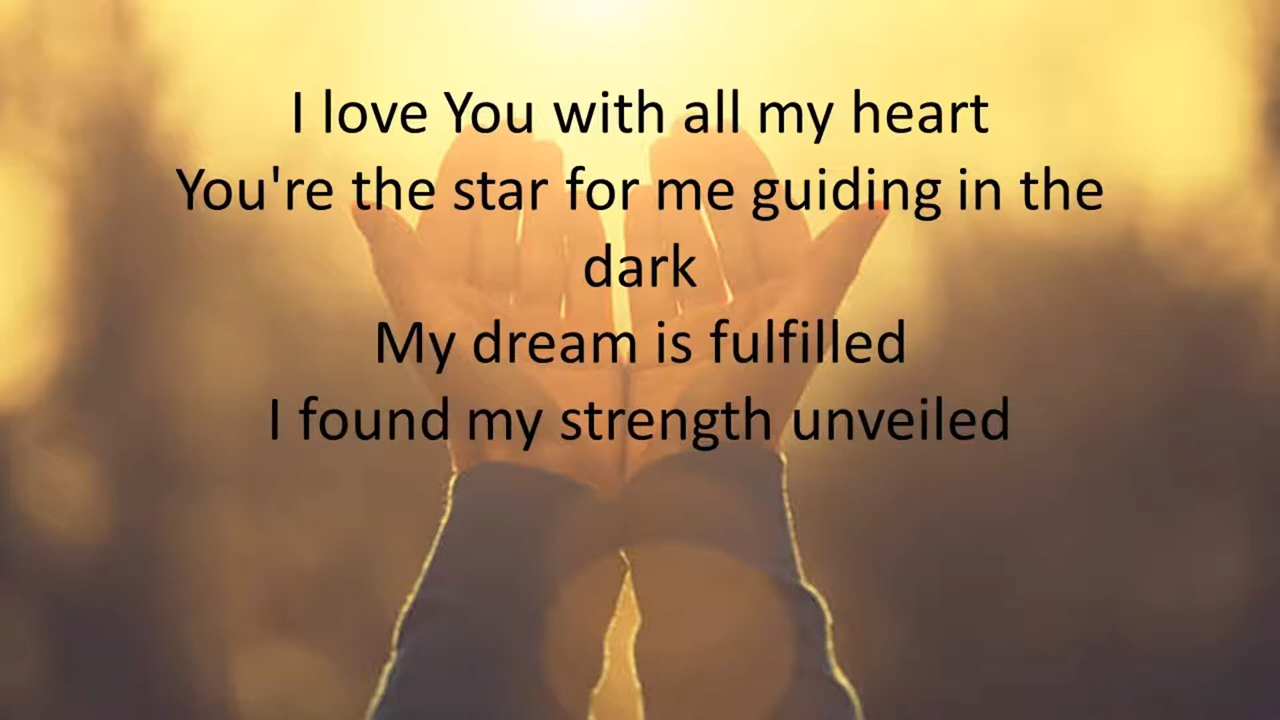 I love You with all my heart
You're the star for me guiding in the
dark
My dream is fulfilled
I found my strength unveiled